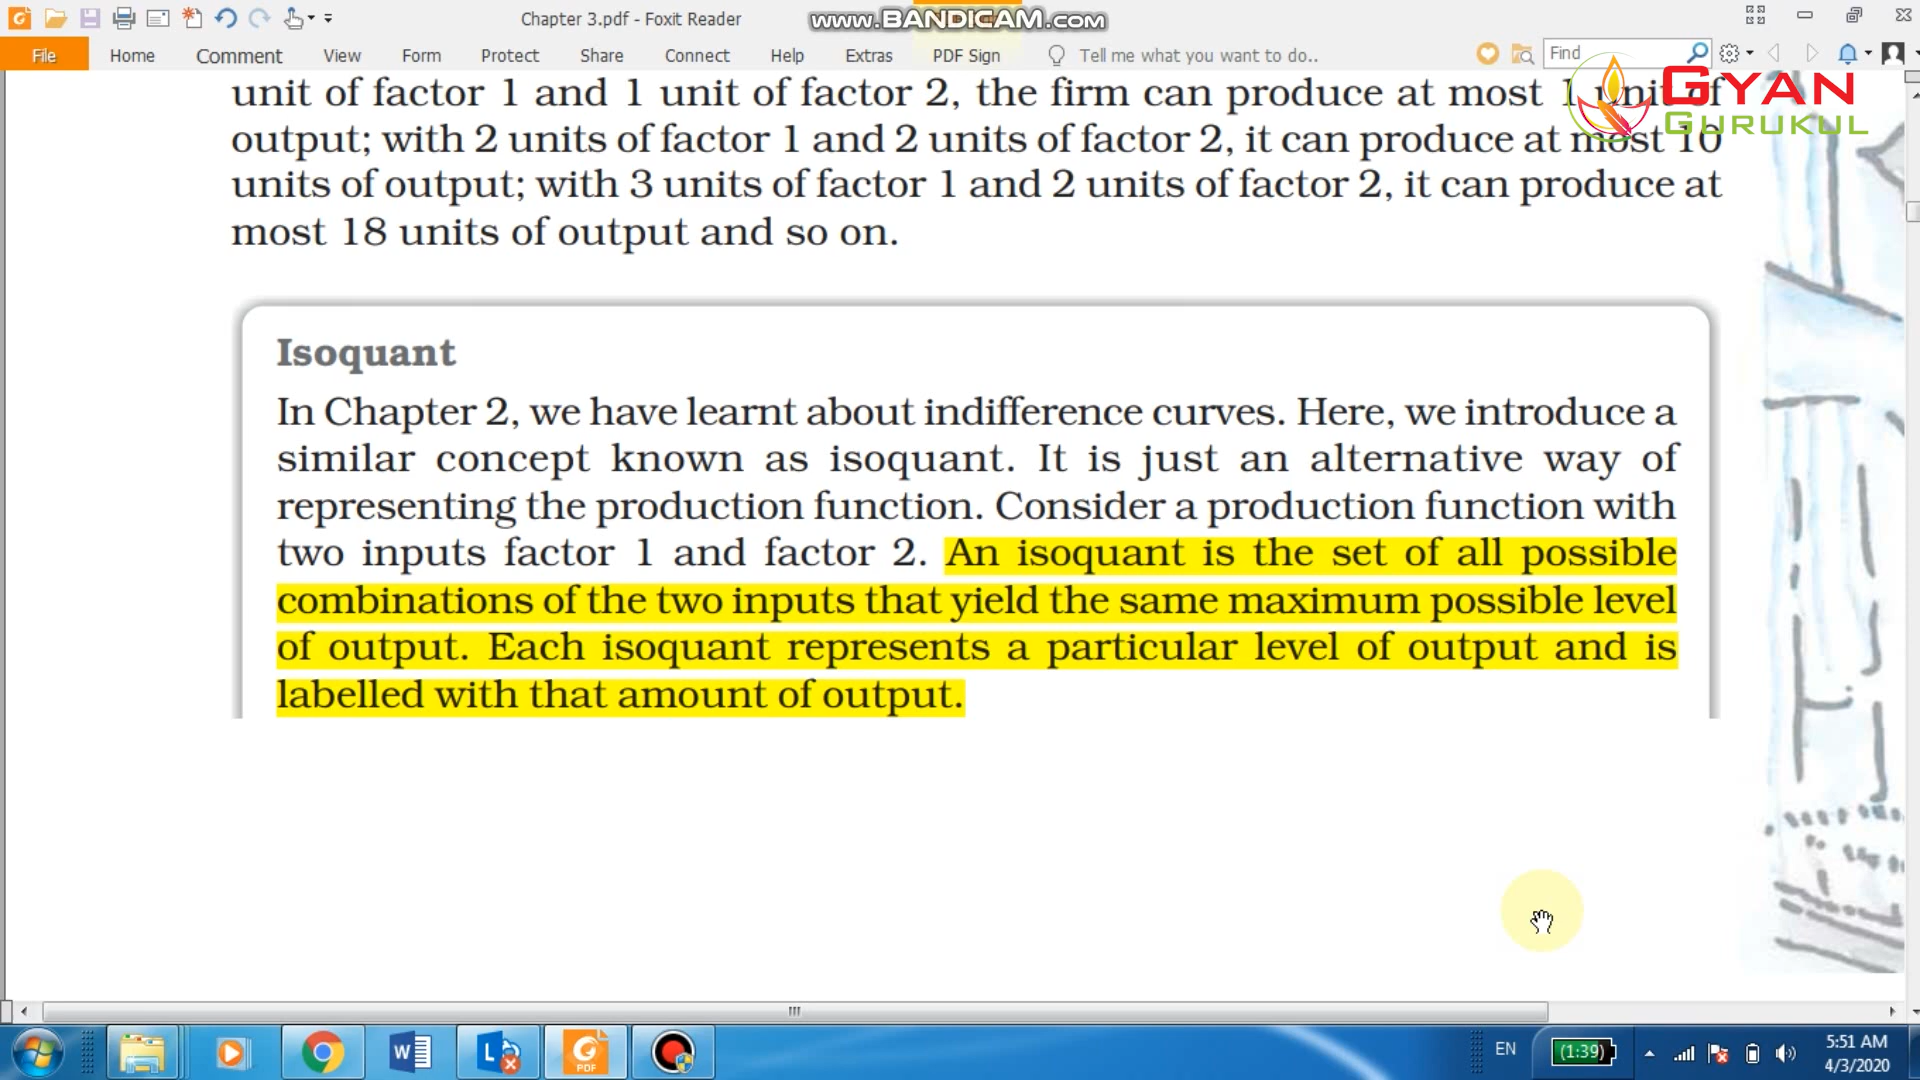 Chapter 3.pdf - Foxit Reader
www.BANDICAM.com
File Home Comment View Form Protect Share Connect Help Extras PDF Sign Tell me what you want to do.. Find
GYAN
GURUKUL
unit of factor 1 and 1 unit of factor 2, the firm can produce at most 1 unit of
output; with 2 units of factor 1 and 2 units of factor 2, it can produce at most 10
units of output; with 3 units of factor 1 and 2 units of factor 2, it can produce at
most 18 units of output and so on.
Isoquant
In Chapter 2, we have learnt about indifference curves. Here, we introduce a
similar concept known as isoquant. It is just an alternative way of
representing the production function. Consider a production function with
two inputs factor 1 and factor 2. An isoquant is the set of all possible
combinations of the two inputs that yield the same maximum possible level
of output. Each isoquant represents a particular level of output and is
labelled with that amount of output.
EN
(1:39)
5:51 AM
4/3/2020